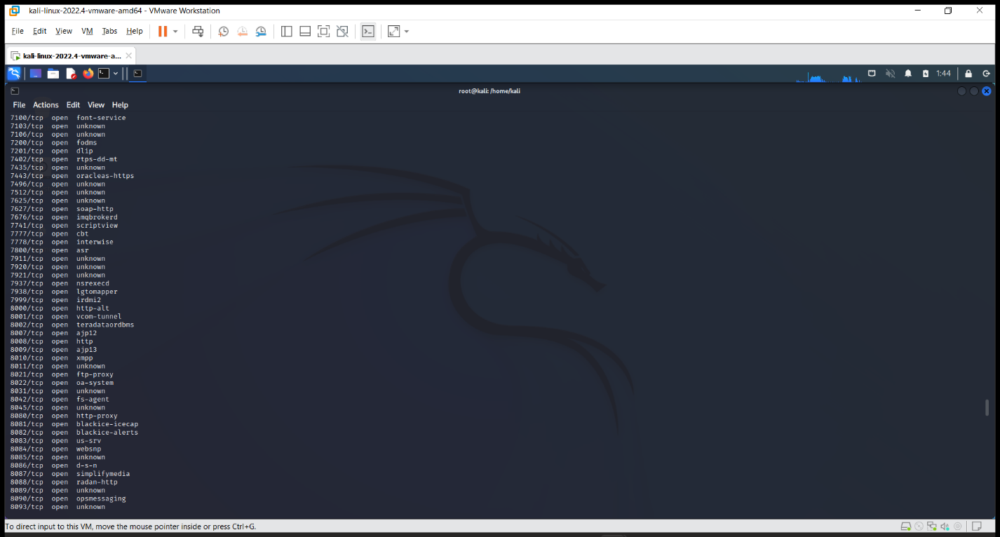 kali-linux-2022.4-vmware-amd64 - VMware Workstation
File Edit View VM Tabs Help
kali-linux-2022.4-vmware-a...
1:44
root@kali: /home/kali
File Actions Edit View Help
7100/tcp open font-service
7103/tcp open unknown
7106/tcp open unknown
7200/tcp open fodms
7201/tcp open dlip
7402/tcp open rtps-dd-mt
7435/tcp open unknown
7443/tcp open oracleas-https
7496/tcp open unknown
7512/tcp open unknown
7625/tcp open unknown
7627/tcp open soap-http
7676/tcp open imqbrokerd
7741/tcp open scriptview
7777/tcp open cbt
7778/tcp open interwise
7800/tcp open asr
7911/tcp open unknown
7920/tcp open unknown
7921/tcp open unknown
7937/tcp open nsrexecd
7938/tcp open lgtomapper
7999/tcp open irdmi2
8000/tcp open http-alt
8001/tcp open vcom-tunnel
8002/tcp open teradataordbms
8007/tcp open ajp12
8008/tcp open http
8009/tcp open ajp13
8010/tcp open xmpp
8011/tcp open unknown
8021/tcp open ftp-proxy
8022/tcp open oa-system
8031/tcp open unknown
8042/tcp open fs-agent
8045/tcp open unknown
8080/tcp open http-proxy
8081/tcp open blackice-icecap
8082/tcp open blackice-alerts
8083/tcp open us-srv
8084/tcp open websnp
8085/tcp open unknown
8086/tcp open d-s-n
8087/tcp open simplifymedia
8088/tcp open radan-http
8089/tcp open unknown
8090/tcp open opsmessaging
8093/tcp open unknown
To direct input to this VM, move the mouse pointer inside or press Ctrl+G.